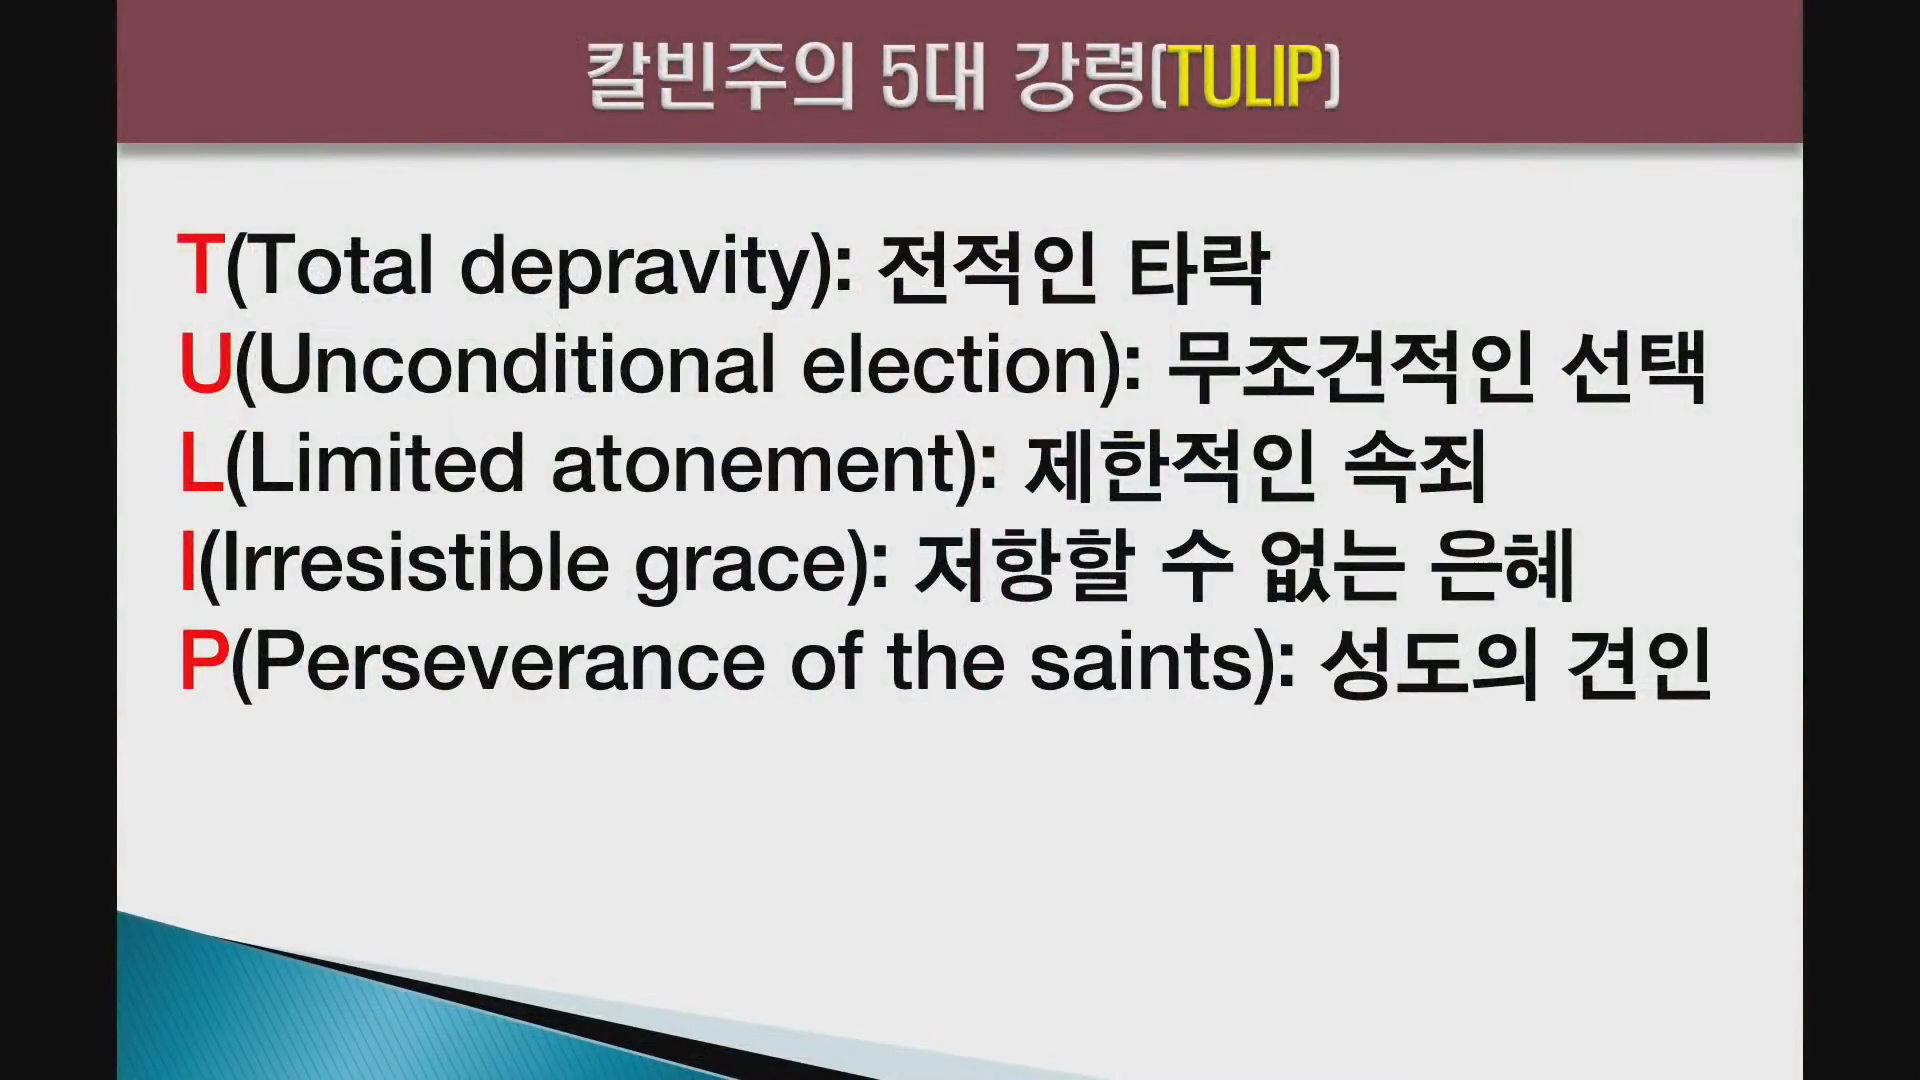 칼빈주의 5대 강령(TULIP)
T(Total depravity): 전적인 타락
U(Unconditional election): 무조건적인 선택
L(Limited atonement): 제한적인 속죄
I(Irresistible grace): 저항할 수 없는 은혜
P(Perseverance of the saints): 성도의 견인